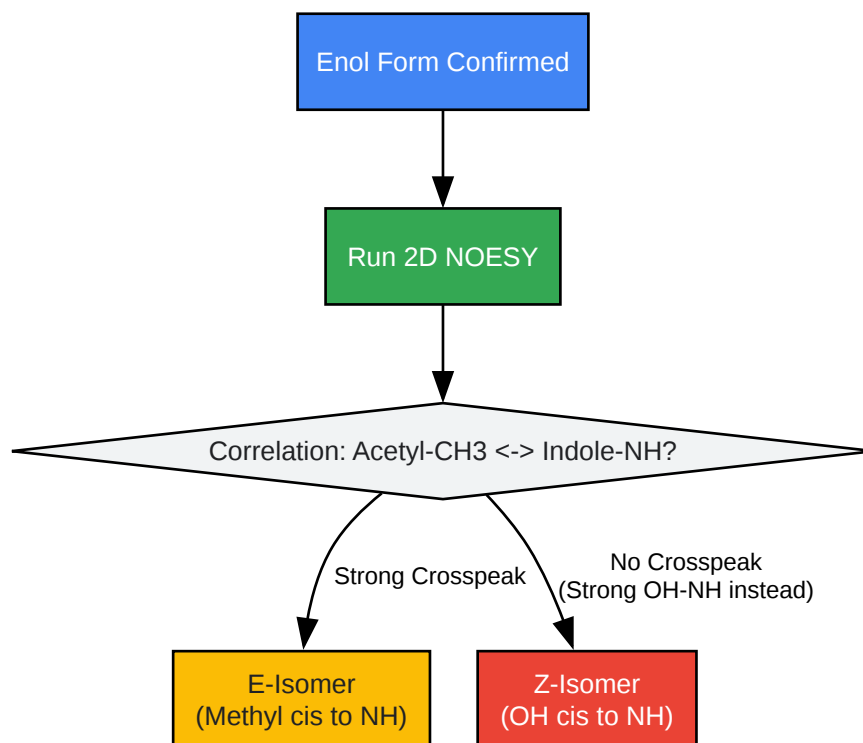 Enol Form Confirmed
Run 2D NOESY
Correlation: Acetyl-CH3 <-> Indole-NH?
Strong Crosspeak
No Crosspeak
(Strong OH-NH instead)
E-Isomer
(Methyl cis to NH)
Z-Isomer
(OH cis to NH)